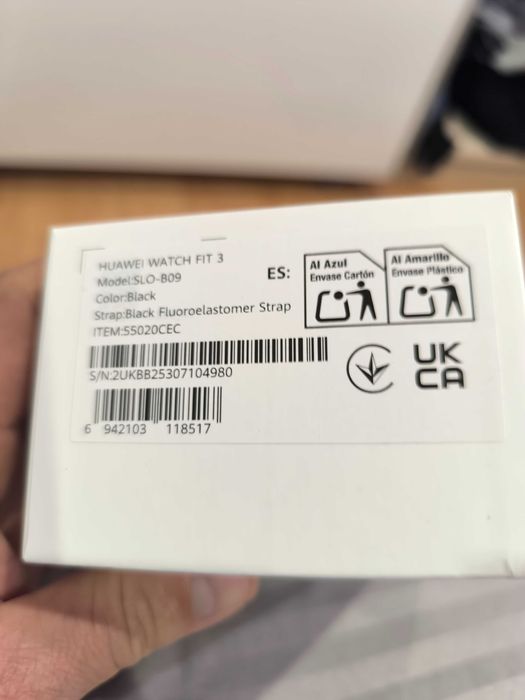 HUAWEI WATCH FIT 3
Model:SLO-B09
Color:Black
Strap:Black Fluoroelastomer Strap
ITEM:55020CEC
S/N:2UKBB25307104980
6 942103 118517
ES:
Al Azul
Envase Cartón
Al Amarillo
Envase Plástico
UK
CA